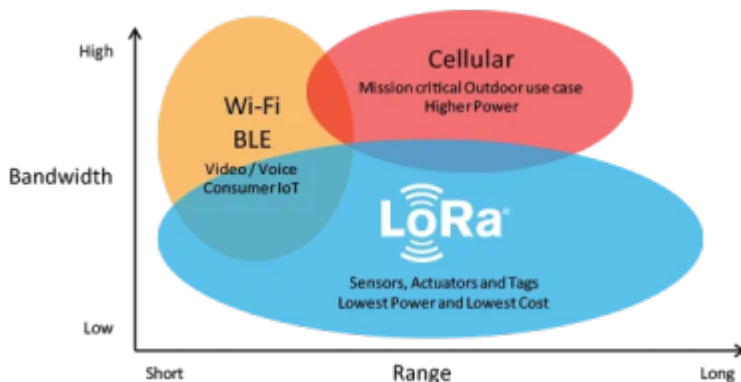 High
Bandwidth
Low
Wi-Fi
BLE
Video / Voice
Consumer IoT
Cellular
Mission critical Outdoor use case
Higher Power
LoRa®
Sensors, Actuators and Tags
Lowest Power and Lowest Cost
Short
Range
Long